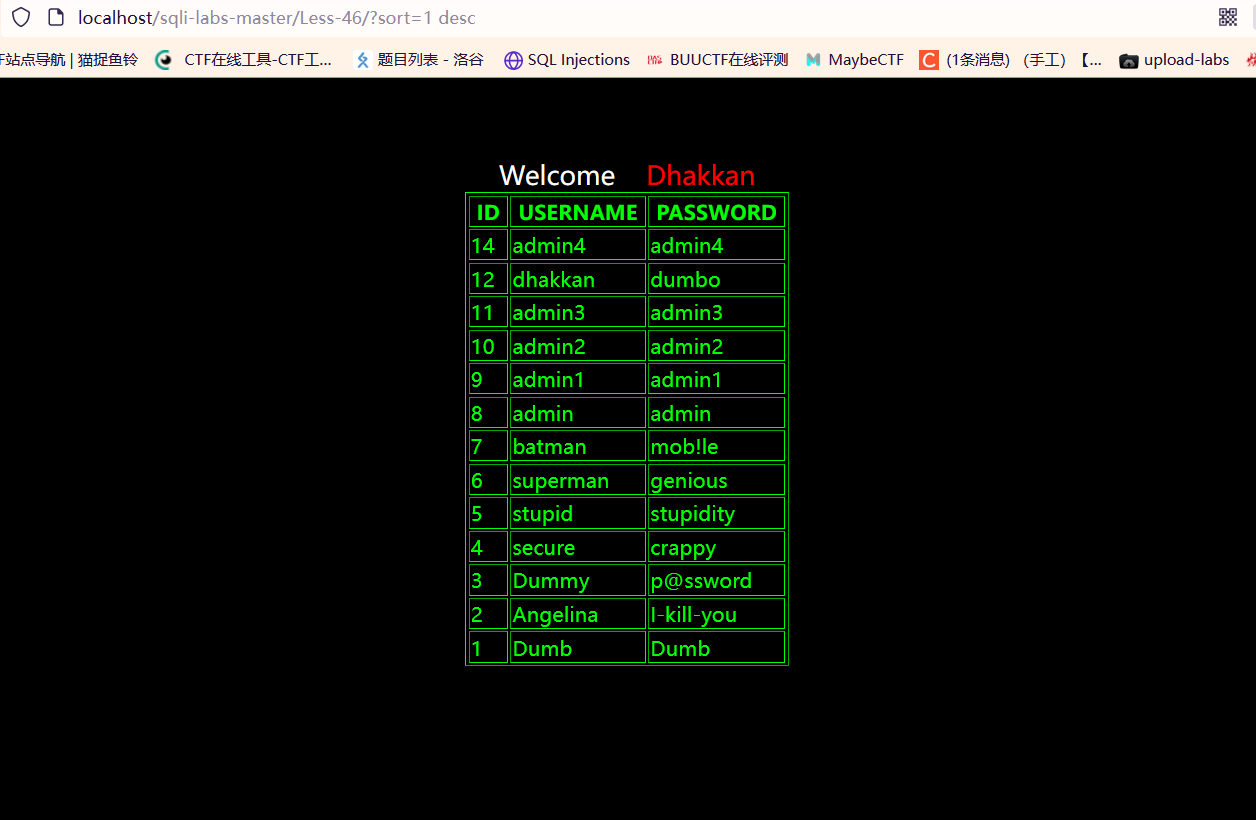 localhost/sqli-labs-master/Less-46/?sort=1 desc
站点导航 | 猫捉鱼铃 CTF在线工具-CTF工... 题目列表 - 洛谷 SQL Injections BUUCTF在线评测 MaybeCTF C (1条消息) (手工) 【... upload-labs
Welcome Dhakkan
ID USERNAME PASSWORD
14 admin4 admin4
12 dhakkan dumbo
11 admin3 admin3
10 admin2 admin2
9 admin1 admin1
8 admin admin
7 batman mob!le
6 superman genious
5 stupid stupidity
4 secure crappy
3 Dummy p@ssword
2 Angelina I-kill-you
1 Dumb Dumb